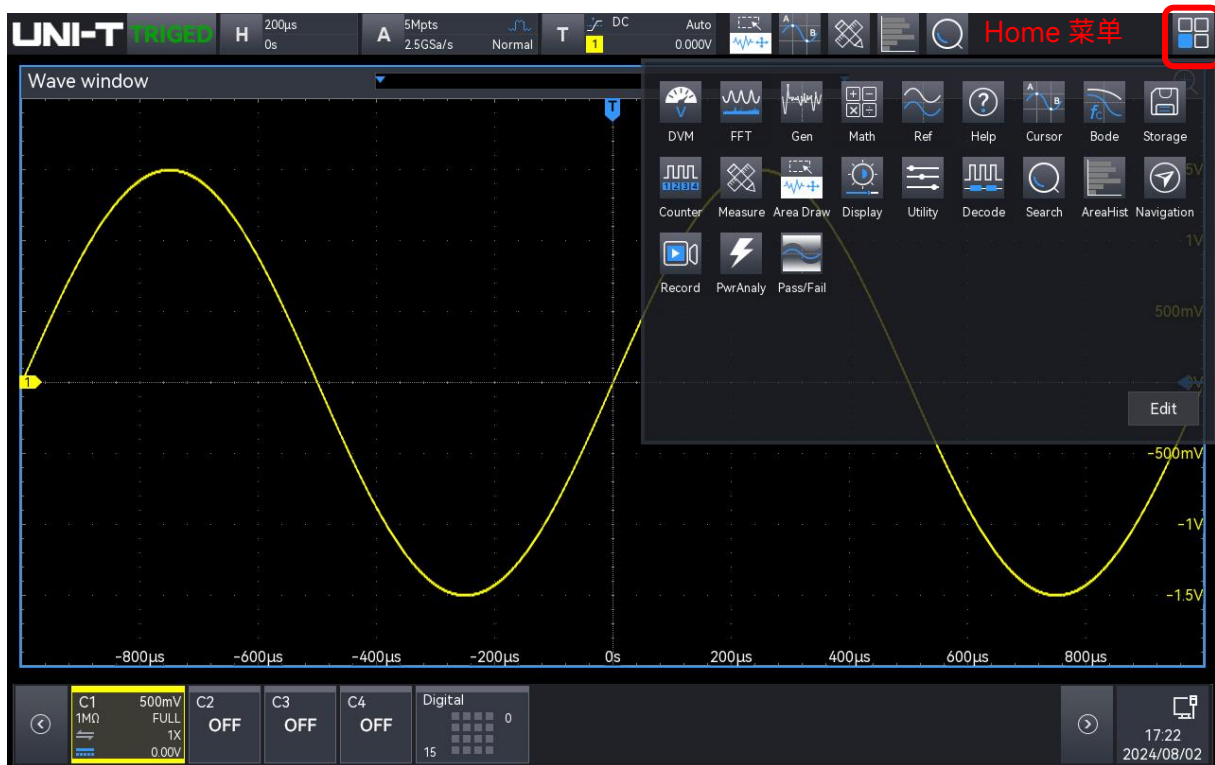 UNI-T TRIGED H 200µs 0s A 5Mpts 2.5GSa/s Normal T DC 1 Auto 0.000V A B Home 菜单
Wave window
T
DVM FFT Gen Math Ref Help Cursor Bode Storage
Counter Measure Area Draw Display Utility Decode Search AreaHist Navigation
5V
1V
Record PwrAnaly Pass/Fail
500mV
1
0V
Edit
-500mV
-1V
-1.5V
-800µs -600µs -400µs -200µs 0s 200µs 400µs 600µs 800µs
C1 500mV
1MΩ FULL
1X
0.00V
C2
OFF
C3
OFF
C4
OFF
Digital
0
15
17:22
2024/08/02